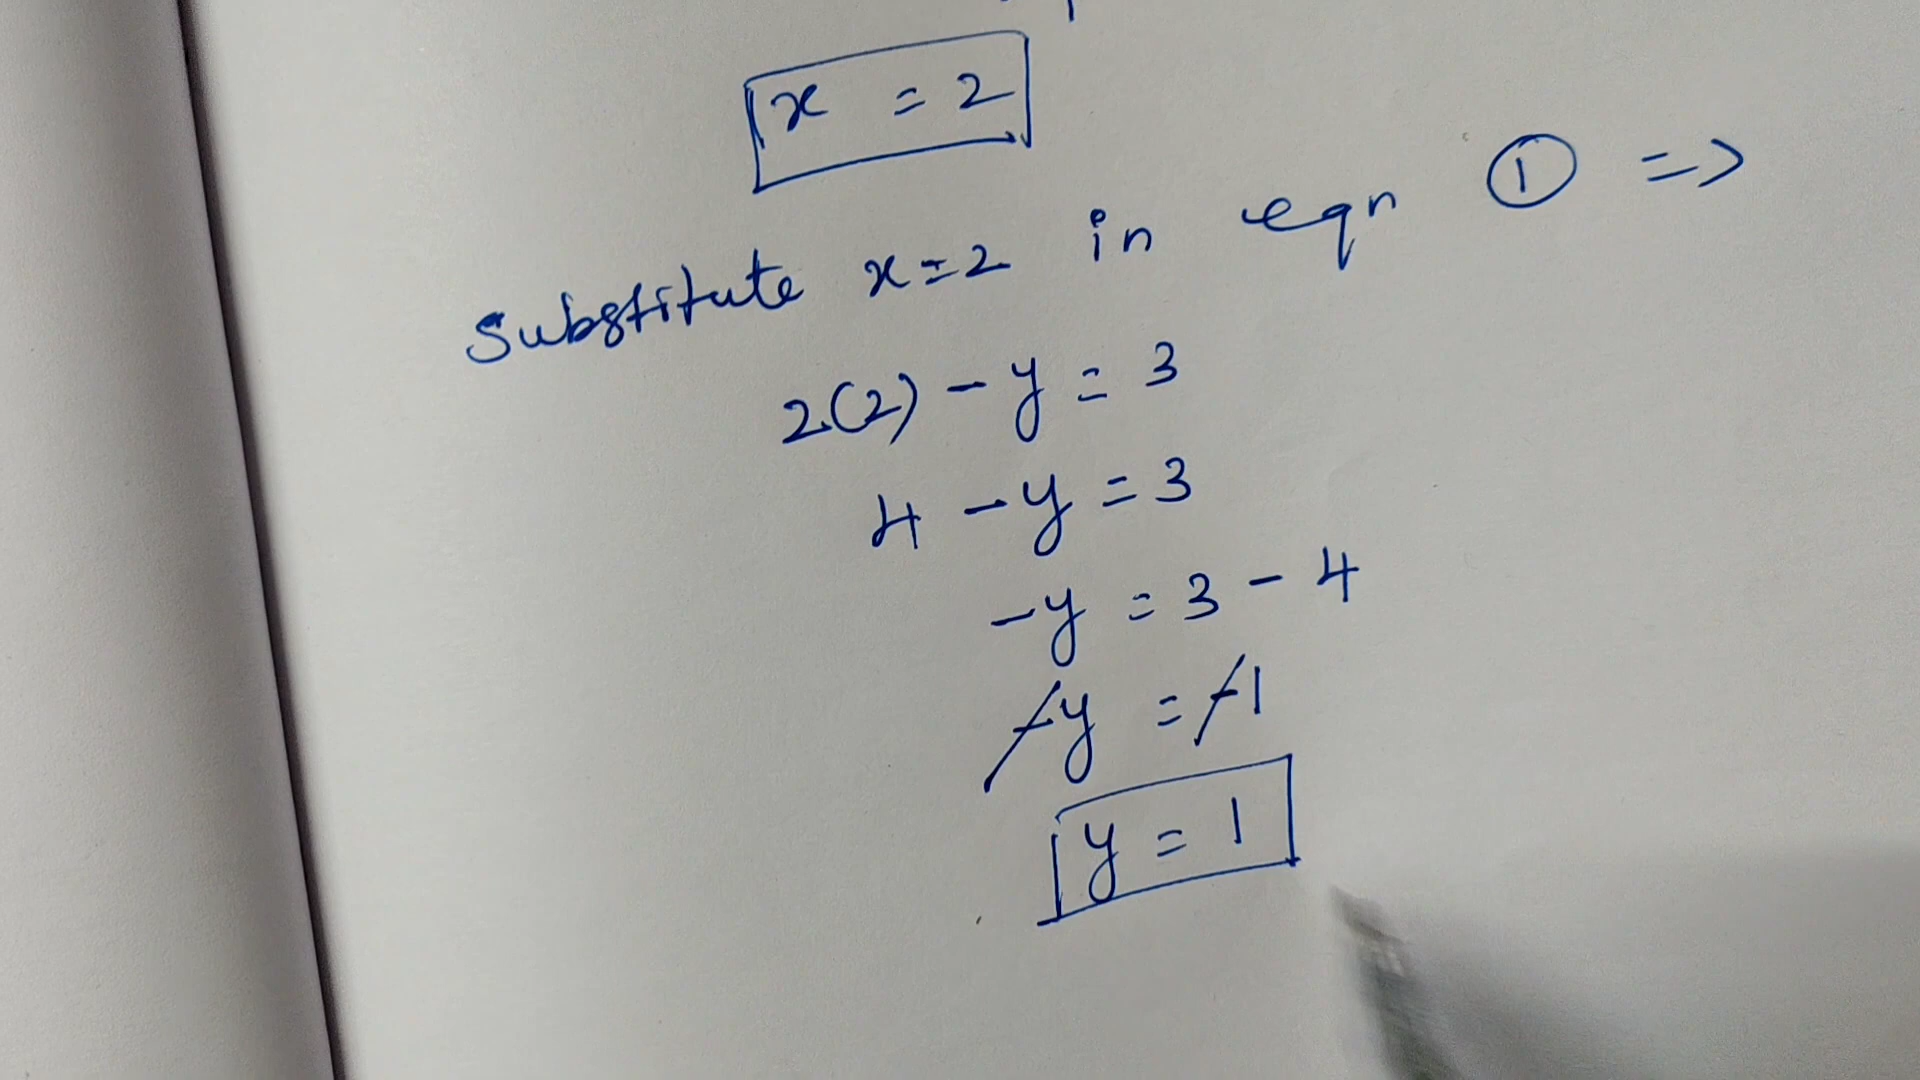 x = 2
Substitute x=2 in eqn ① =>
2(2) - y = 3
4 - y = 3
-y = 3 - 4
-y = -1
y = 1